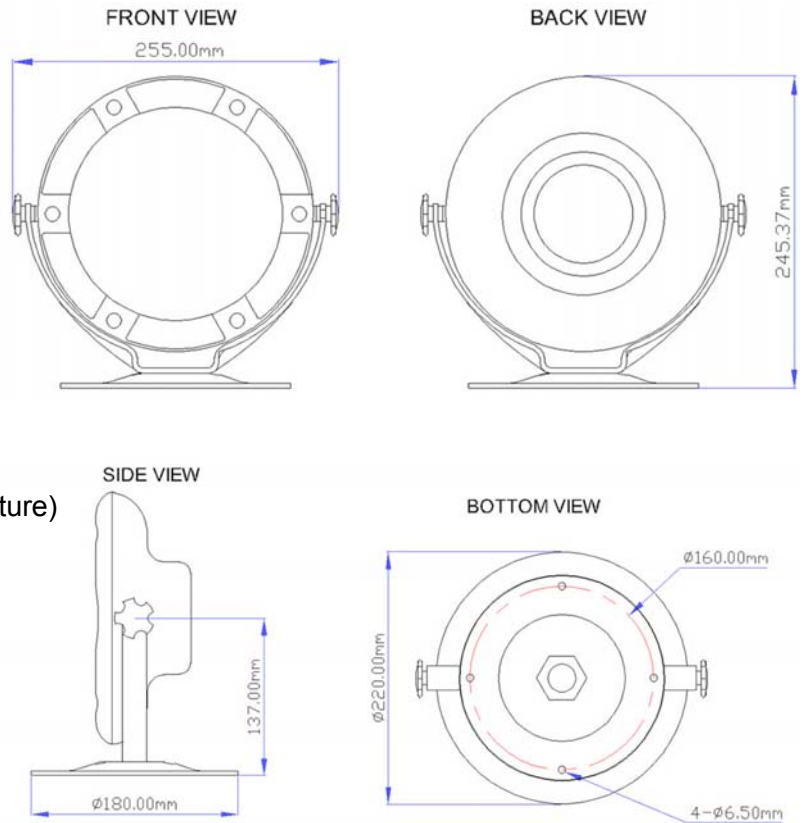 FRONT VIEW
BACK VIEW
255.00mm
245.37mm
SIDE VIEW
ture)
BOTTOM VIEW
Ø160.00mm
137.00mm
Ø220.00mm
Ø180.00mm
4-Ø6.50mm